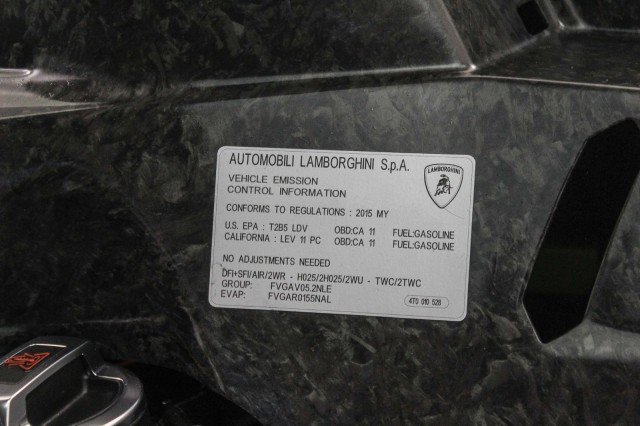 AUTOMOBILI LAMBORGHINI S.p.A.
LAMBORGHINI
VEHICLE EMISSION
CONTROL INFORMATION
CONFORMS TO REGULATIONS : 2015 MY
U.S. EPA : T2B5 LDV OBD:CA 11 FUEL:GASOLINE
CALIFORNIA : LEV 11 PC OBD:CA 11 FUEL:GASOLINE
NO ADJUSTMENTS NEEDED
DFI+SFI/AIR/2WR - HO25/2HO25/2WU - TWC/2TWC
GROUP: FVGAV05.2NLE
EVAP: FVGAR0155NAL
4T0 010 528